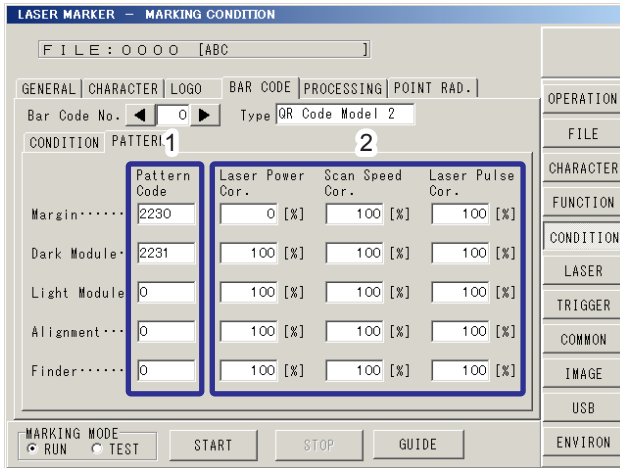 LASER MARKER – MARKING CONDITION
FILE:0000 [ABC ]
GENERAL CHARACTER LOGO BAR CODE PROCESSING POINT RAD.
Bar Code No. 0 Type QR Code Model 2
CONDITION PATTERN
1 2
Pattern Code Laser Power Cor. Scan Speed Cor. Laser Pulse Cor.
Margin······ 2230 0 [%] 100 [%] 100 [%]
Dark Module· 2231 100 [%] 100 [%] 100 [%]
Light Module 0 100 [%] 100 [%] 100 [%]
Alignment··· 0 100 [%] 100 [%] 100 [%]
Finder······ 0 100 [%] 100 [%] 100 [%]
MARKING MODE
RUN TEST START STOP GUIDE
OPERATION
FILE
CHARACTER
FUNCTION
CONDITION
LASER
TRIGGER
COMMON
IMAGE
USB
ENVIRON